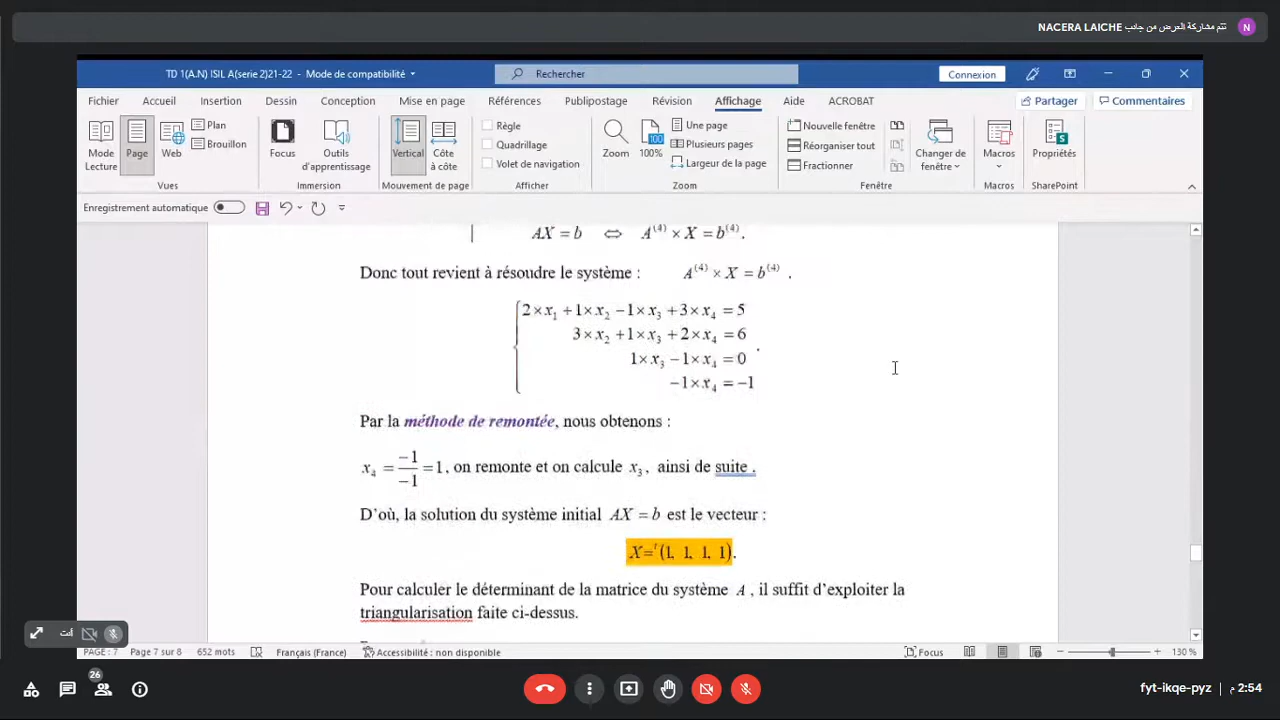 تتم مشاركة العرض من جانب NACERA LAICHE
N
TD 1(A.N) ISIL A(serie 2)21-22 - Mode de compatibilité
Rechercher
Connexion
Fichier Accueil Insertion Dessin Conception Mise en page Références Publipostage Révision Affichage Aide ACROBAT
Partager Commentaires
Mode Lecture
Page
Web
Plan
Brouillon
Vues
Focus
Outils d'apprentissage
Immersion
Vertical
Côte à côte
Mouvement de page
Règle
Quadrillage
Volet de navigation
Afficher
Zoom
100
100%
Une page
Plusieurs pages
Largeur de la page
Zoom
Nouvelle fenêtre
Réorganiser tout
Fractionner
Changer de fenêtre
Fenêtre
Macros
Macros
S
Propriétés
SharePoint
Enregistrement automatique
AX = b ⇔ A⁽⁴⁾ × X = b⁽⁴⁾.
Donc tout revient à résoudre le système : A⁽⁴⁾ × X = b⁽⁴⁾ .
2×x₁ +1×x₂ −1×x₃ +3×x₄ = 5
3×x₂ +1×x₃ +2×x₄ = 6
1×x₃ −1×x₄ = 0
−1×x₄ = −1
.
Par la méthode de remontée, nous obtenons :
x₄ = −1/−1 = 1, on remonte et on calcule x₃, ainsi de suite .
D’où, la solution du système initial AX = b est le vecteur :
X=ᵗ(1, 1, 1, 1).
Pour calculer le déterminant de la matrice du système A , il suffit d’exploiter la
triangularisation faite ci-dessus.
أنت
PAGE : 7 Page 7 sur 8 652 mots Français (France) Accessibilité : non disponible Focus 130 %
26
fyt-ikqe-pyz | 2:54 م